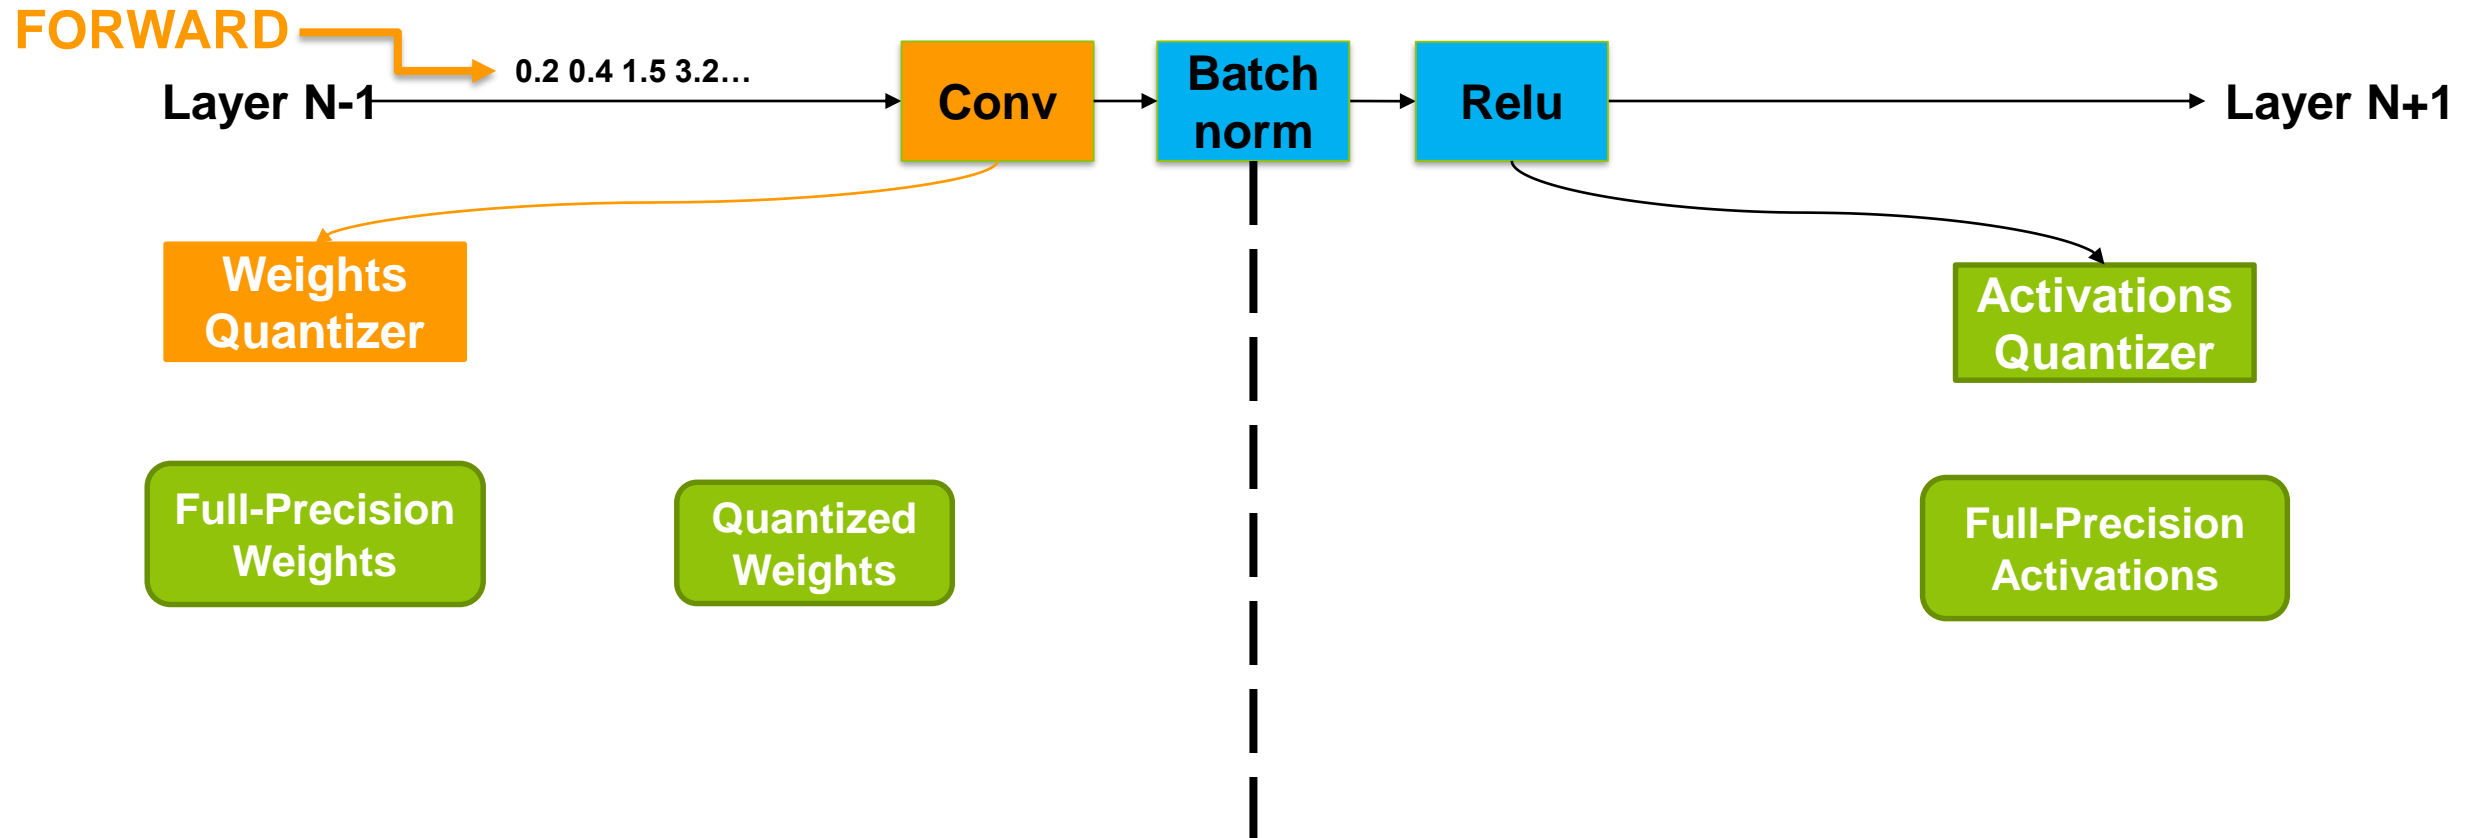 FORWARD
0.2 0.4 1.5 3.2…
Layer N-1
Conv
Batch
norm
Relu
Layer N+1
Weights
Quantizer
Activations
Quantizer
Full-Precision
Weights
Quantized
Weights
Full-Precision
Activations